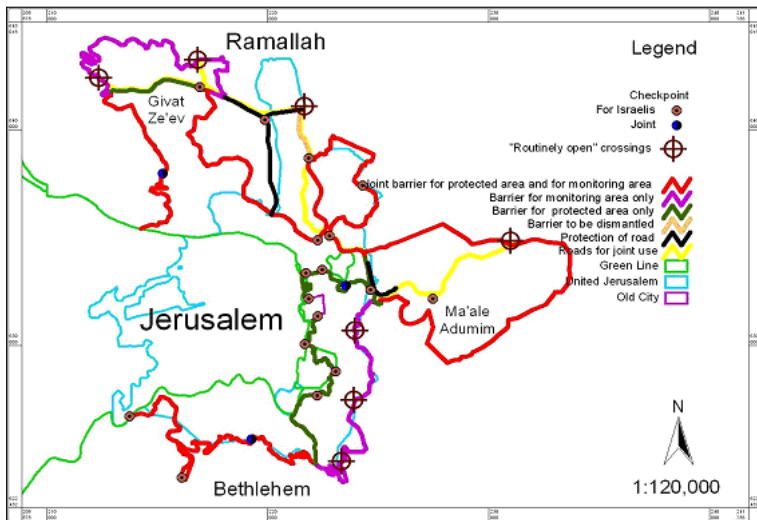 Ramallah
Givat
Ze'ev
Jerusalem
Ma'ale
Adumim
Bethlehem
Legend
Checkpoint
For Israelis
Joint
"Routinely open" crossings
Joint barrier for protected area and for monitoring area
Barrier for monitoring area only
Barrier for protected area only
Barrier to be dismantled
Protection of road
Roads for joint use
Green Line
United Jerusalem
Old City
N
1:120,000